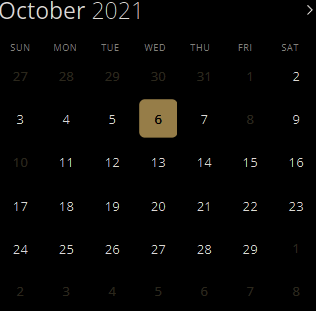 October 2021
SUN MON TUE WED THU FRI SAT
27 28 29 30 31 1 2
3 4 5 6 7 8 9
10 11 12 13 14 15 16
17 18 19 20 21 22 23
24 25 26 27 28 29 1
2 3 4 5 6 7 8